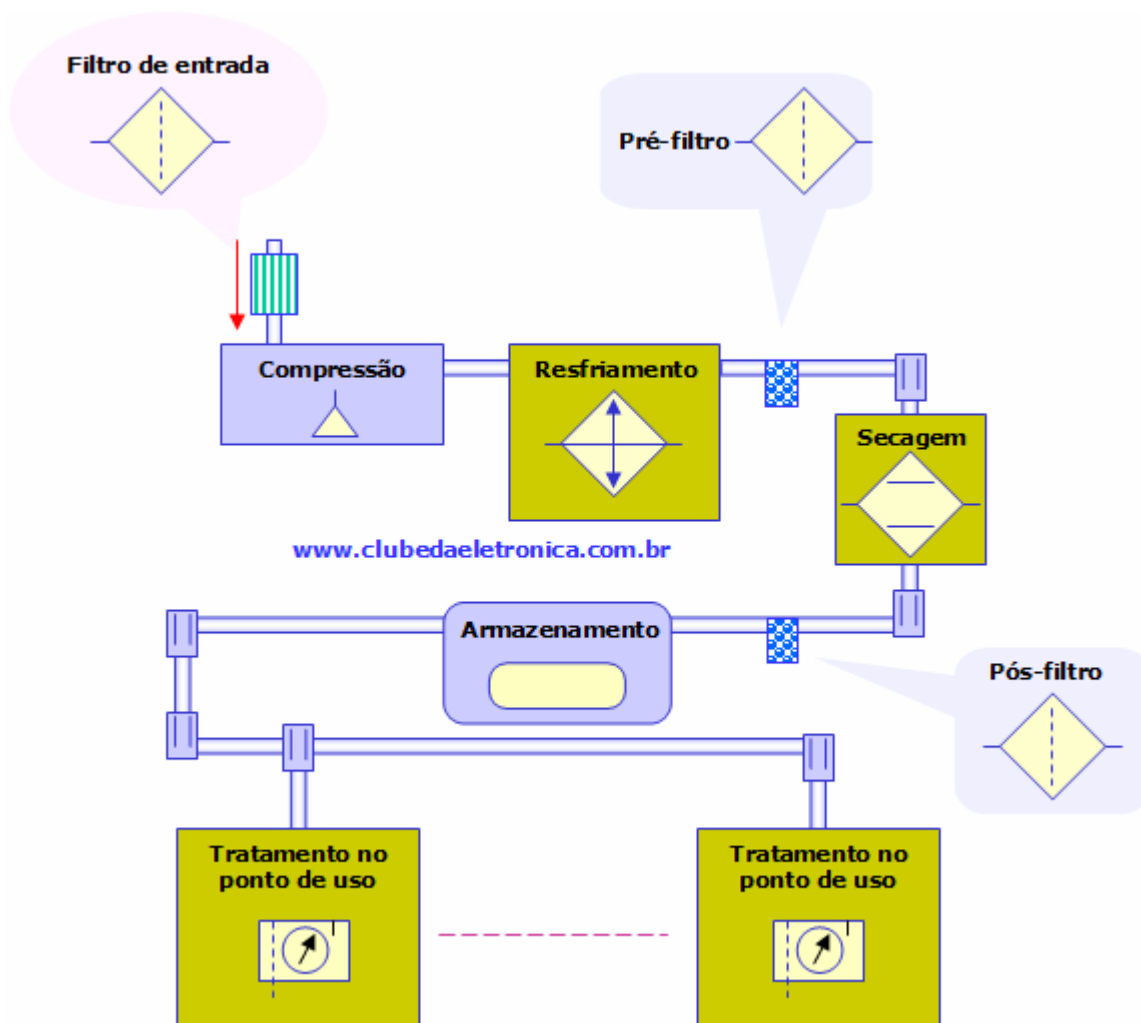 Filtro de entrada
Pré-filtro
Compressão
Resfriamento
Secagem
www.clubedaeletronica.com.br
Armazenamento
Pós-filtro
Tratamento no
ponto de uso
Tratamento no
ponto de uso